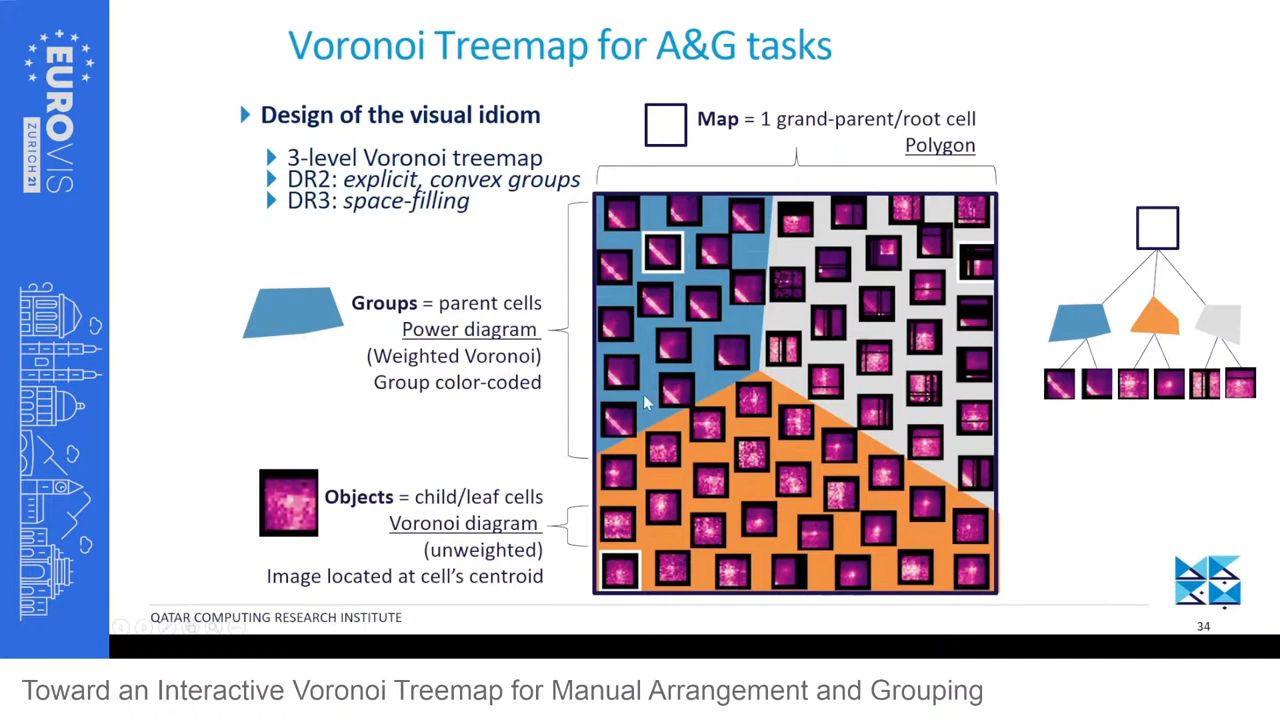 EUROVIS
ZURICH 21
Voronoi Treemap for A&G tasks
Design of the visual idiom
3-level Voronoi treemap
DR2: explicit, convex groups
DR3: space-filling
Map = 1 grand-parent/root cell
Polygon
Groups = parent cells
Power diagram
(Weighted Voronoi)
Group color-coded
Objects = child/leaf cells
Voronoi diagram
(unweighted)
Image located at cell's centroid
QATAR COMPUTING RESEARCH INSTITUTE
34
Toward an Interactive Voronoi Treemap for Manual Arrangement and Grouping